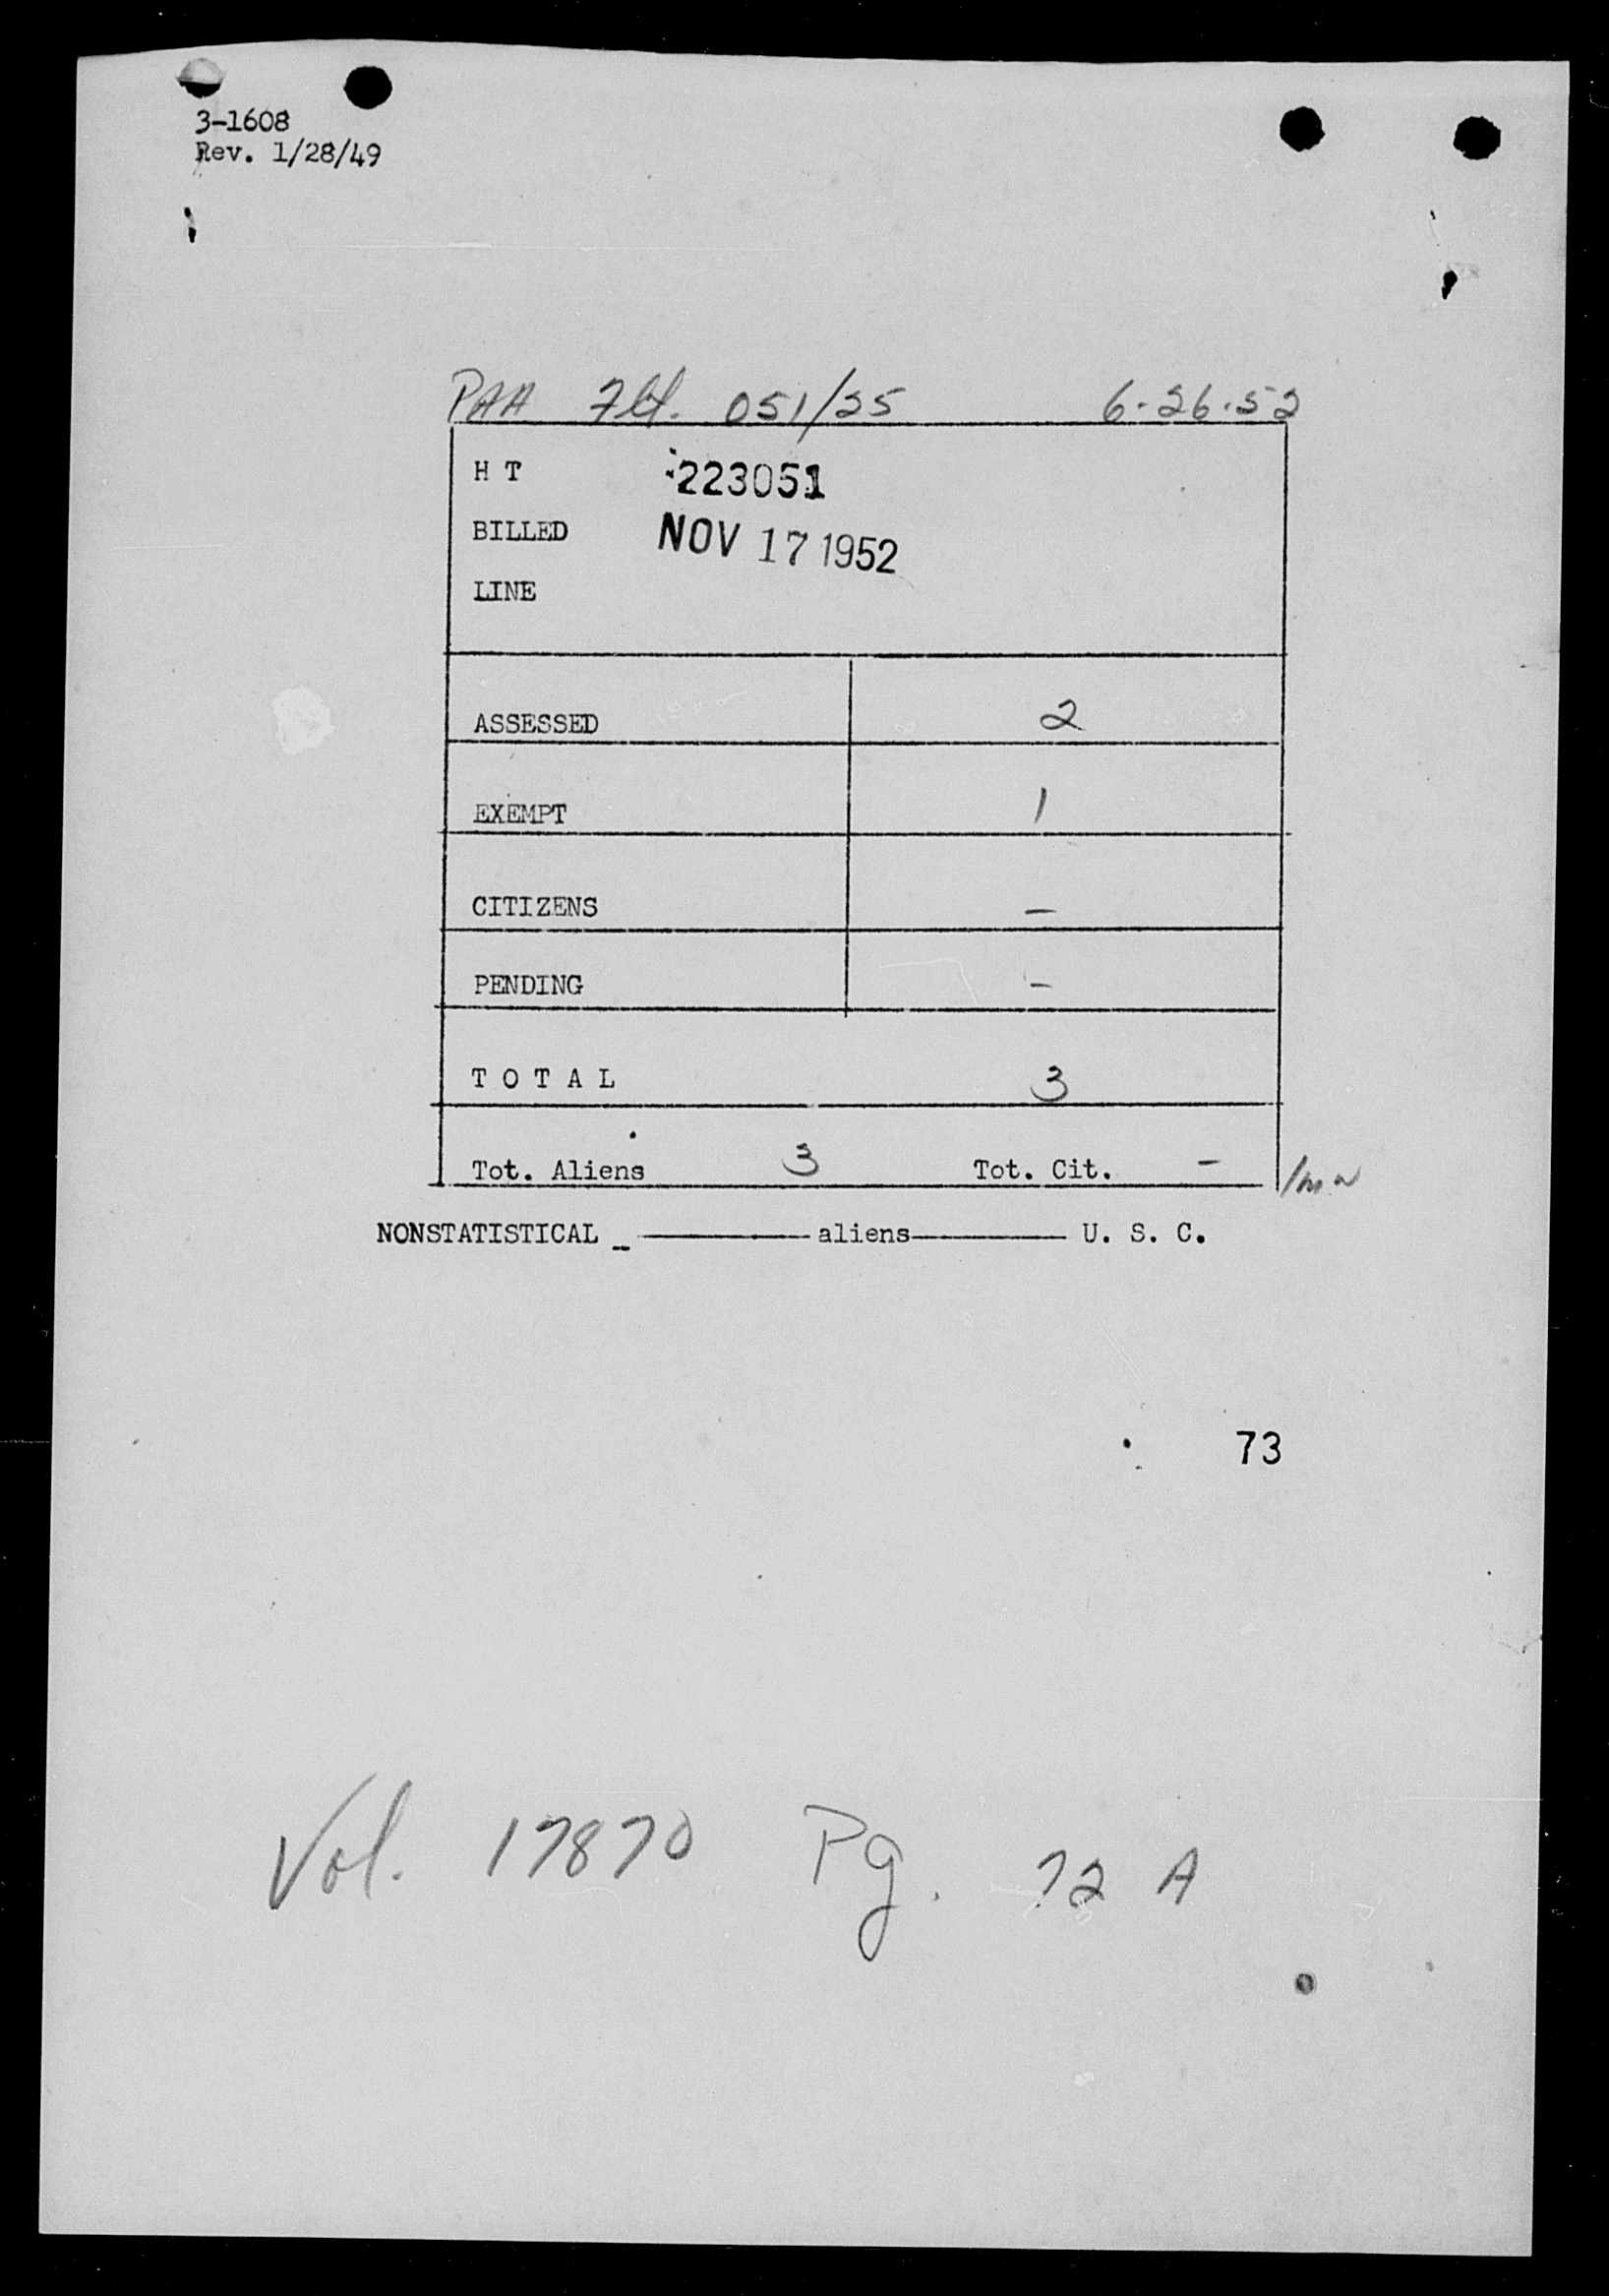 3-1608
Rev. 1/28/49
PAA Flt. 051/25 6-26-52
H T 223051
BILLED NOV 17 1952
LINE
ASSESSED 2
EXEMPT 1
CITIZENS –
PENDING –
T O T A L 3
Tot. Aliens 3 Tot. Cit. –
NONSTATISTICAL – ———— aliens ———— U. S. C.
73
Vol. 17870 Pg. 72 A